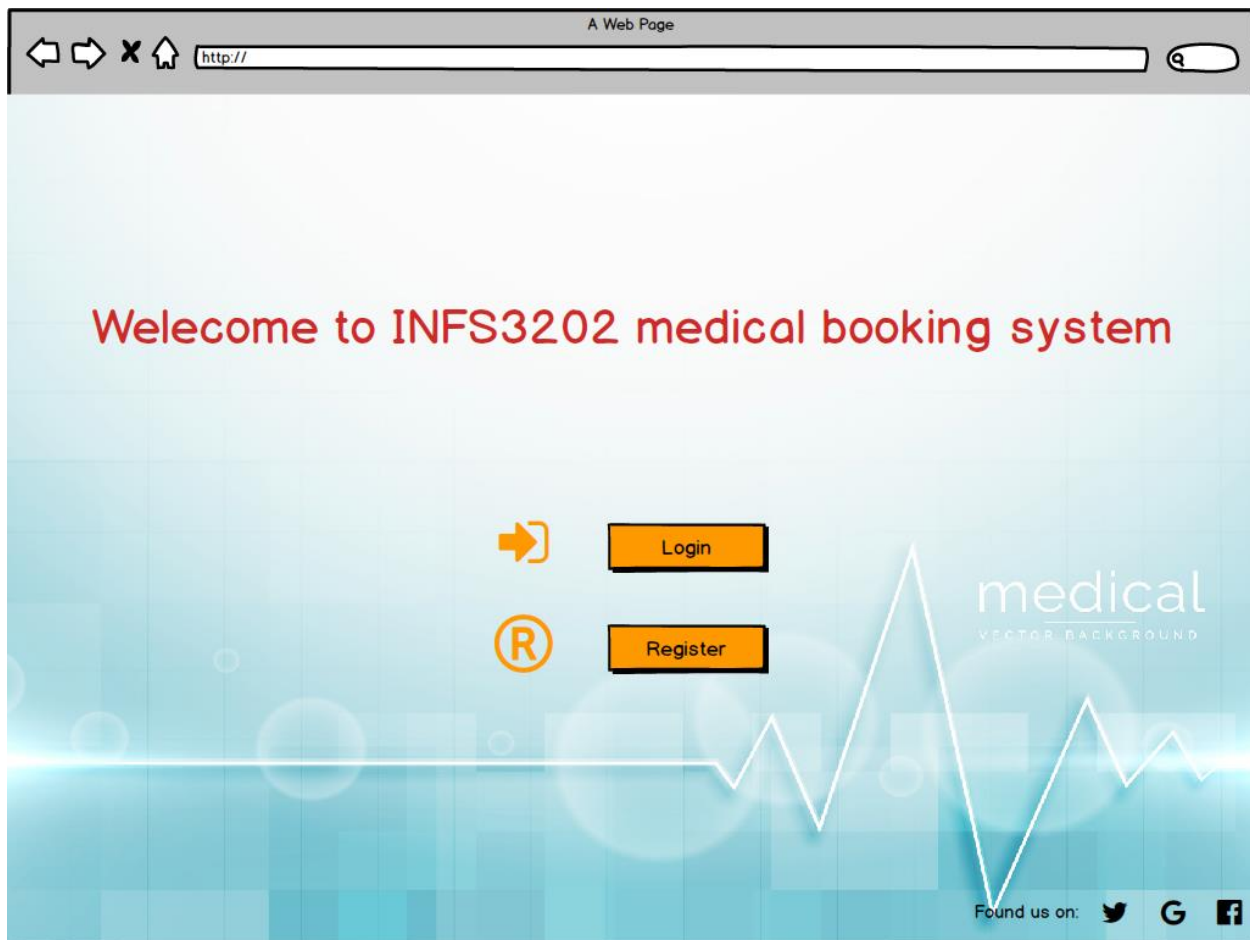 A Web Page
http://
Welecome to INFS3202 medical booking system
Login
medical
VECTOR BACKGROUND
R
Register
Found us on:
G